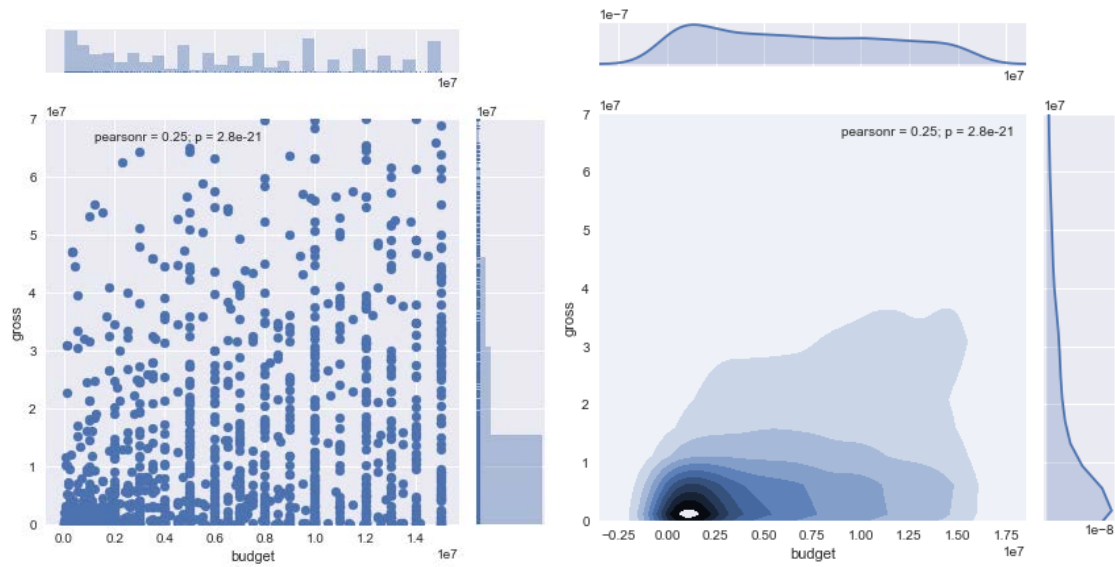 1e7
1e7
pearsonr = 0.25; p = 2.8e-21
7
6
5
4
3
2
1
0
gross
0.0 0.2 0.4 0.6 0.8 1.0 1.2 1.4
1e7
budget
1e7
1e−7
1e7
1e7
pearsonr = 0.25; p = 2.8e-21
7
6
5
4
3
2
1
0
gross
−0.25 0.00 0.25 0.50 0.75 1.00 1.25 1.50 1.75
1e7
budget
1e7
1e−8